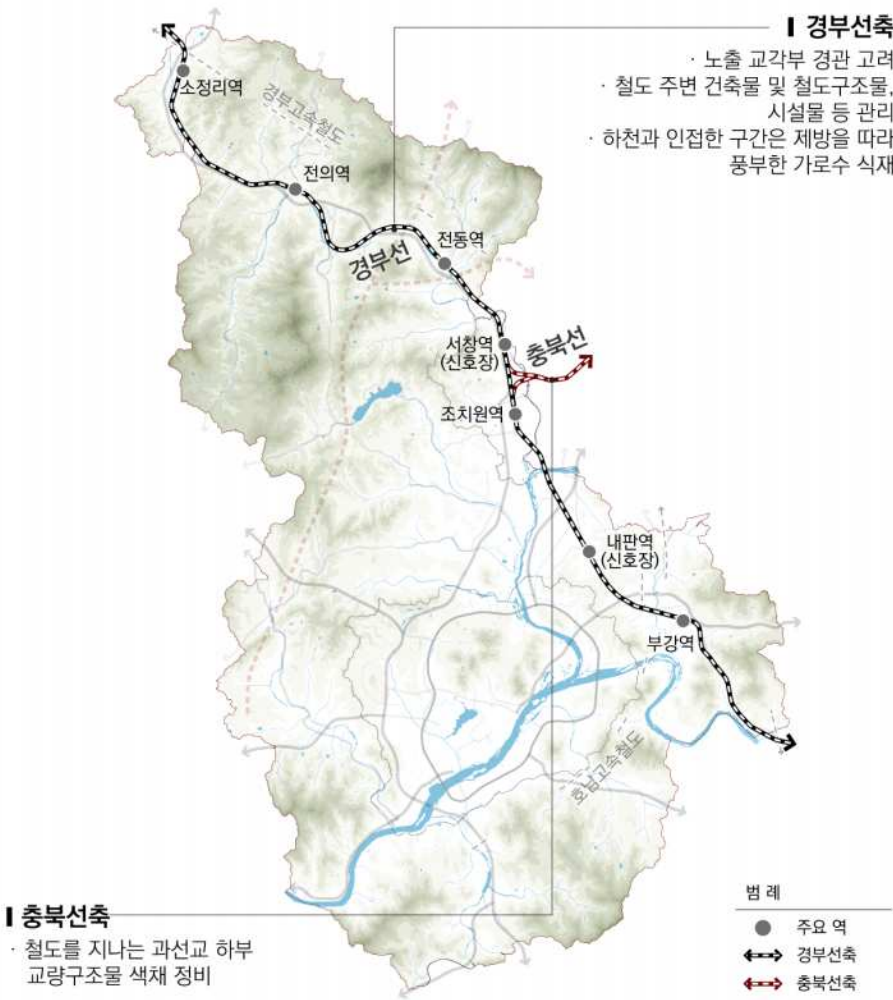 경부선축
· 노출 교각부 경관 고려
· 철도 주변 건축물 및 철도구조물,
시설물 등 관리
· 하천과 인접한 구간은 제방을 따라
풍부한 가로수 식재
소정리역
경부고속철도
전의역
전동역
경부선
서창역
(신호장)
충북선
조치원역
내판역
(신호장)
부강역
호남고속철도
충북선축
· 철도를 지나는 과선교 하부
교량구조물 색채 정비
범 례
주요 역
경부선축
충북선축